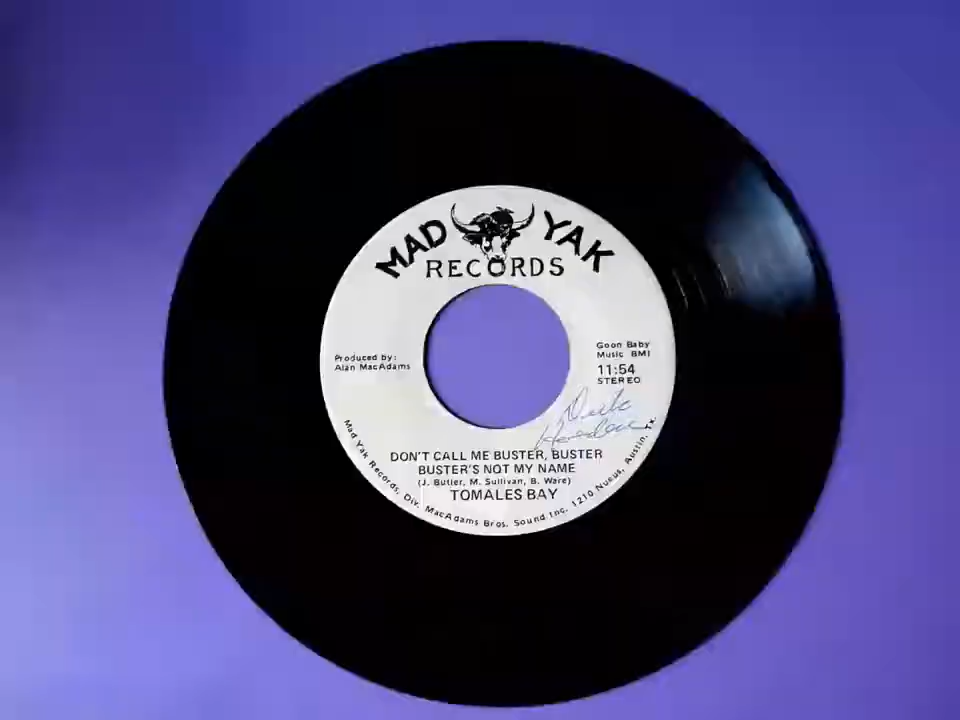 MAD YAK
RECORDS
Produced by:
Alan MacAdams
Goon Baby
Music BMI
11:54
STEREO
DON'T CALL ME BUSTER, BUSTER
BUSTER'S NOT MY NAME
(J. Butler, M. Sullivan, B. Ware)
TOMALES BAY
Mad Yak Records, Div. MacAdams Bros. Sound Inc. 1210 Nueus, Austin, Tx.